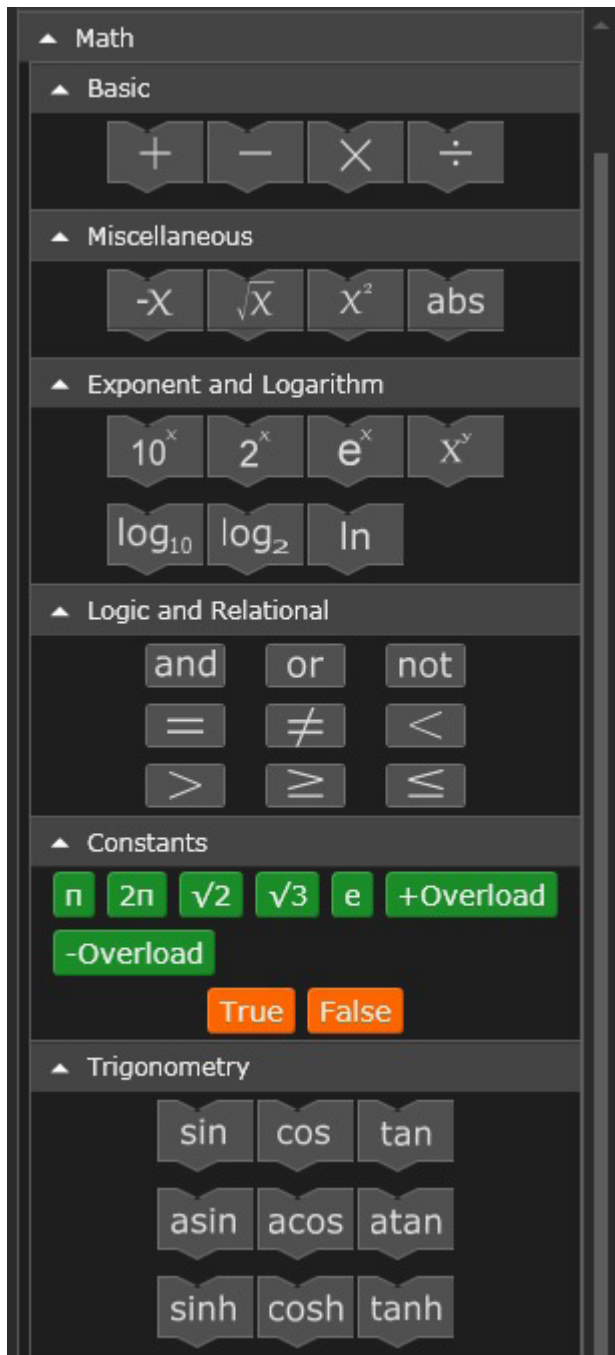 Math
Basic
+ − × ÷
Miscellaneous
-X √X X² abs
Exponent and Logarithm
10ˣ 2ˣ eˣ Xʸ
log₁₀ log₂ ln
Logic and Relational
and or not
= ≠ <
> ≥ ≤
Constants
π 2π √2 √3 e +Overload
-Overload
True False
Trigonometry
sin cos tan
asin acos atan
sinh cosh tanh